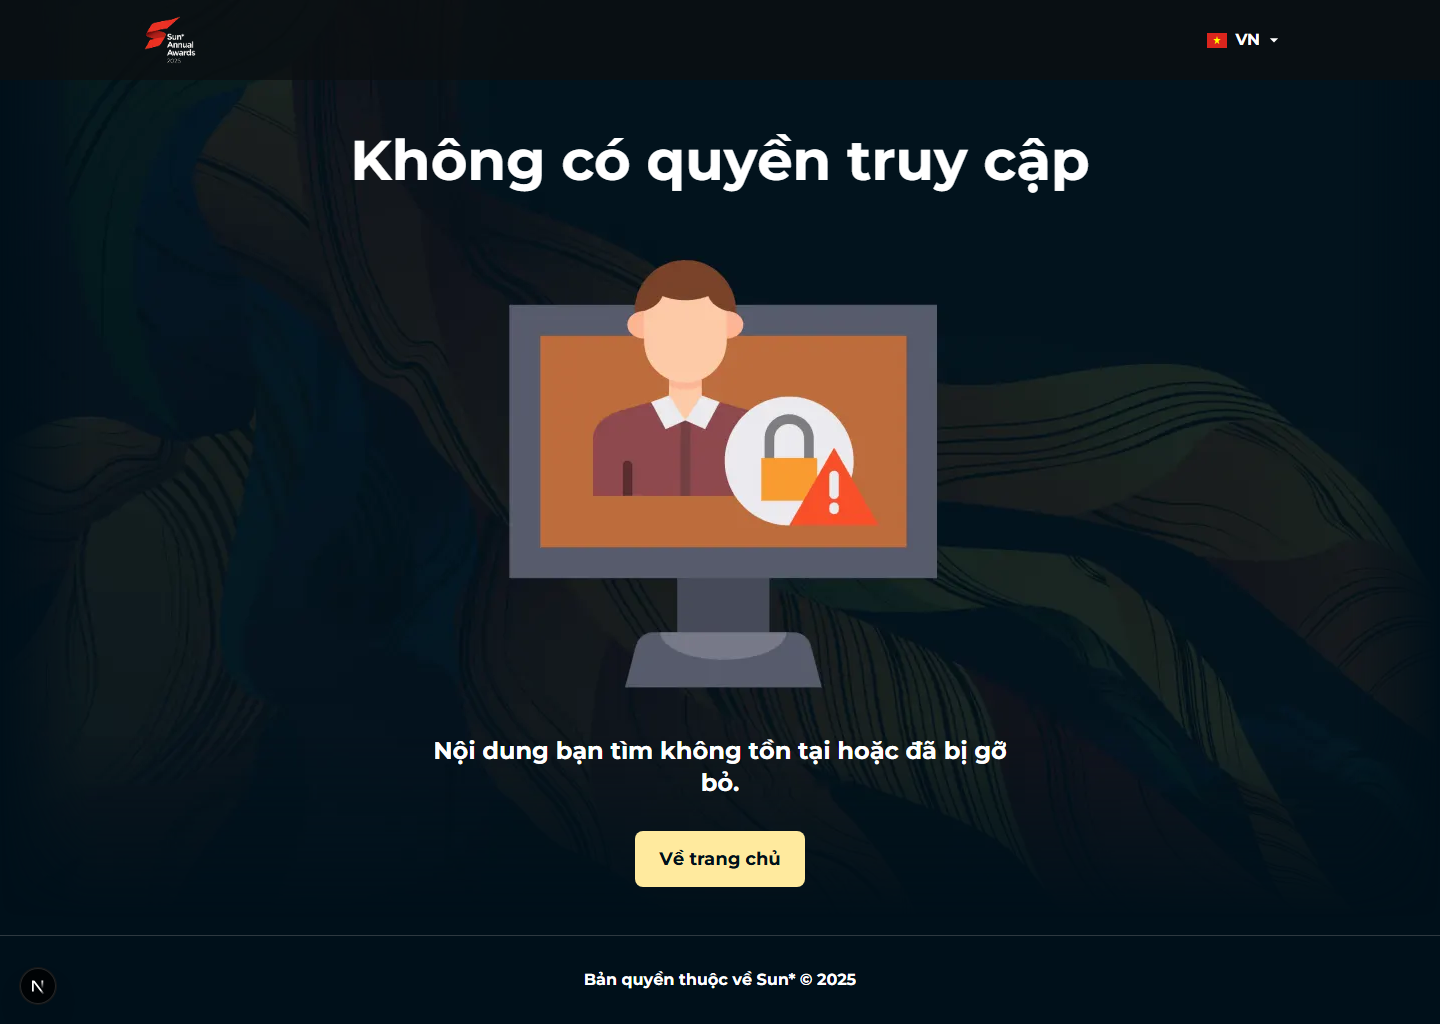 Sun*
Annual
Awards
2025
VN
Không có quyền truy cập
Nội dung bạn tìm không tồn tại hoặc đã bị gỡ
bỏ.
Về trang chủ
Bản quyền thuộc về Sun* © 2025
N